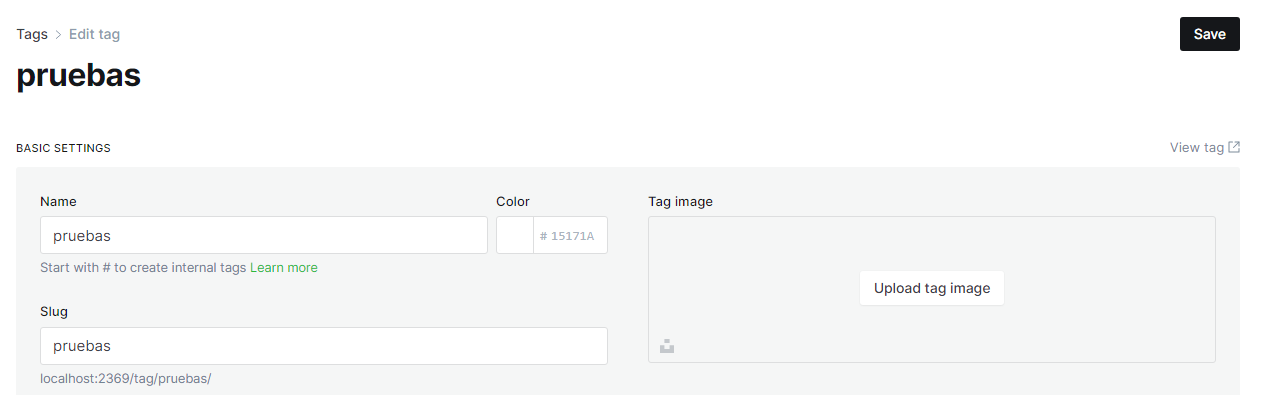 Tags > Edit tag
Save
pruebas
BASIC SETTINGS
View tag
Name
Color
Tag image
pruebas
# 15171A
Start with # to create internal tags Learn more
Upload tag image
Slug
pruebas
localhost:2369/tag/pruebas/